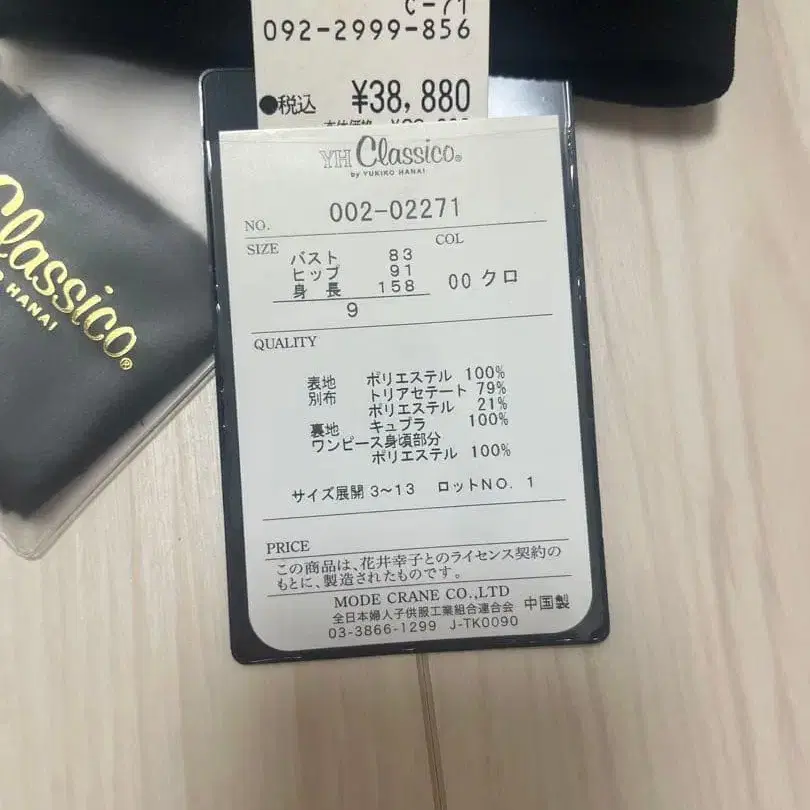 C-71
092-2999-856
●税込 ¥38,880
本体価格
YH Classico®
by YUKIKO HANAI
NO. 002-02271
SIZE COL
バスト 83
ヒップ 91
身長 158
00 クロ
9
QUALITY
表地 ポリエステル 100%
別布 トリアセテート 79%
ポリエステル 21%
裏地 キュプラ 100%
ワンピース身頃部分
ポリエステル 100%
サイズ展開 3~13 ロットNO. 1
PRICE
この商品は、花井幸子とのライセンス契約の
もとに、製造されたものです。
MODE CRANE CO.,LTD
全日本婦人子供服工業組合連合会 中国製
03-3866-1299 J-TK0090
Classico®
HANAI